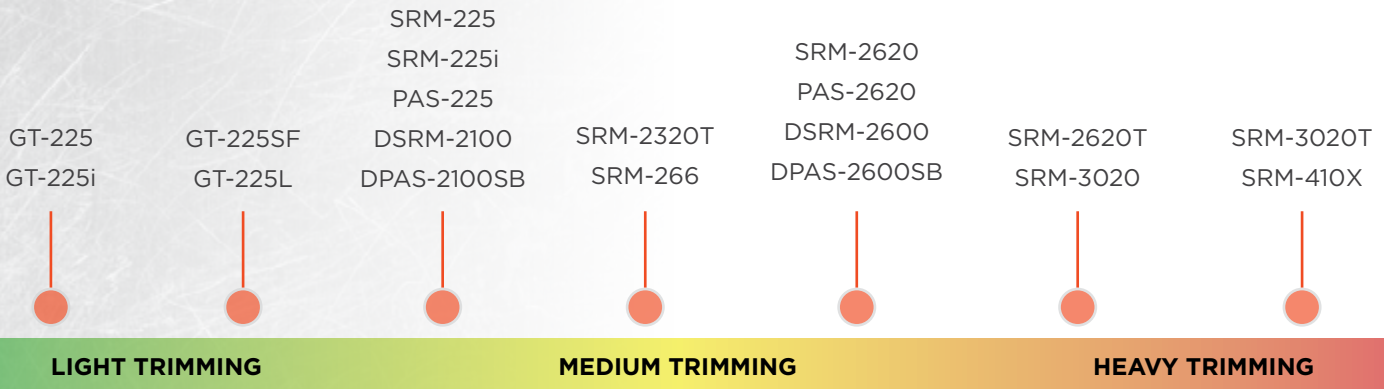 GT-225
GT-225i
GT-225SF
GT-225L
SRM-225
SRM-225i
PAS-225
DSRM-2100
DPAS-2100SB
SRM-2320T
SRM-266
SRM-2620
PAS-2620
DSRM-2600
DPAS-2600SB
SRM-2620T
SRM-3020
SRM-3020T
SRM-410X
LIGHT TRIMMING
MEDIUM TRIMMING
HEAVY TRIMMING